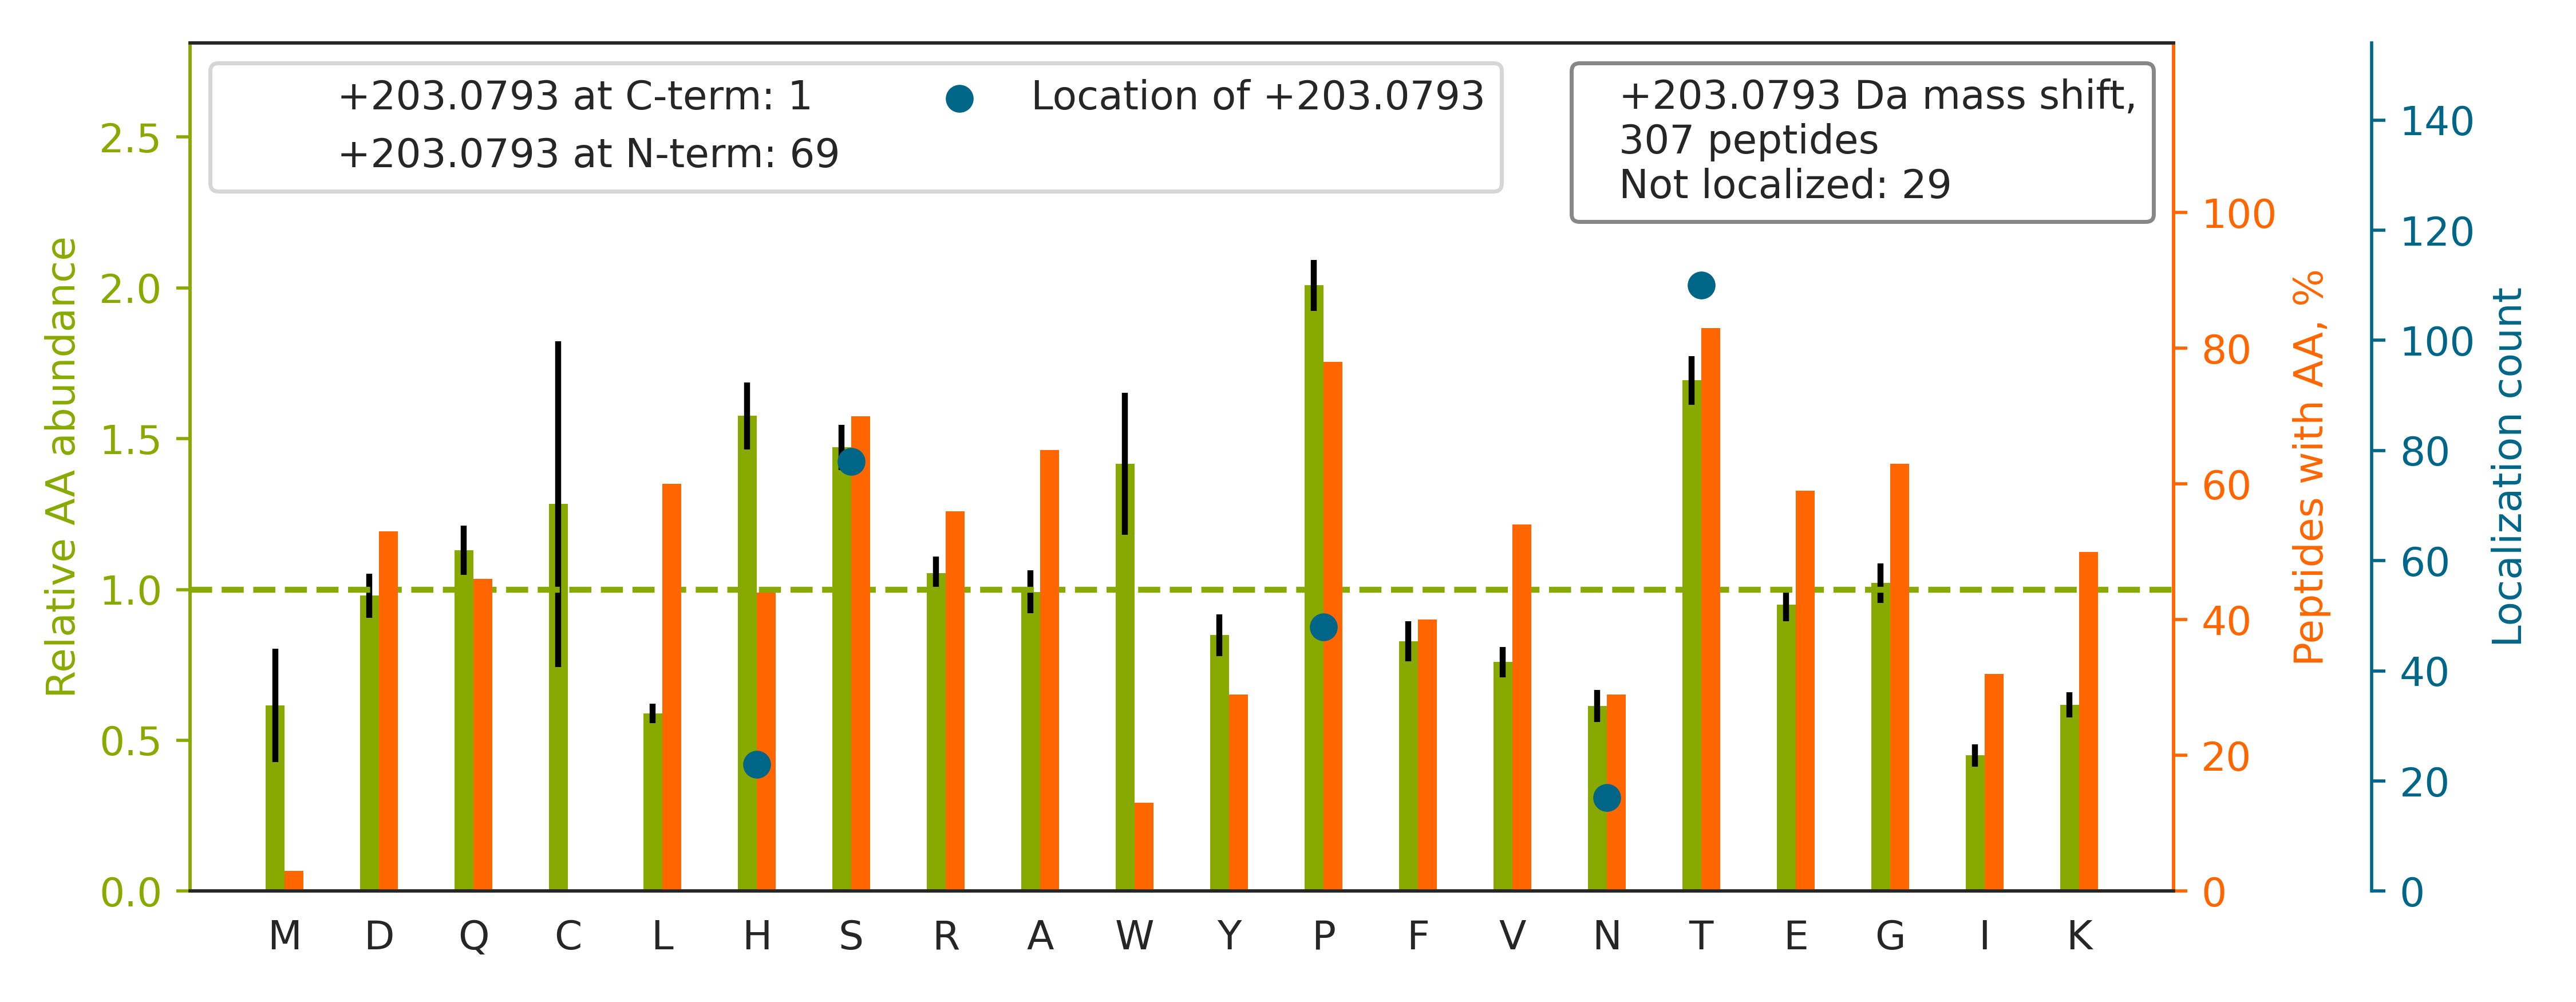 +203.0793 at C-term: 1
+203.0793 at N-term: 69
Location of +203.0793
+203.0793 Da mass shift,
307 peptides
Not localized: 29
Relative AA abundance
2.5
2.0
1.5
1.0
0.5
0.0
M D Q C L H S R A W Y P F V N T E G I K
100
80
60
40
20
0
Peptides with AA, %
140
120
100
80
60
40
20
0
Localization count